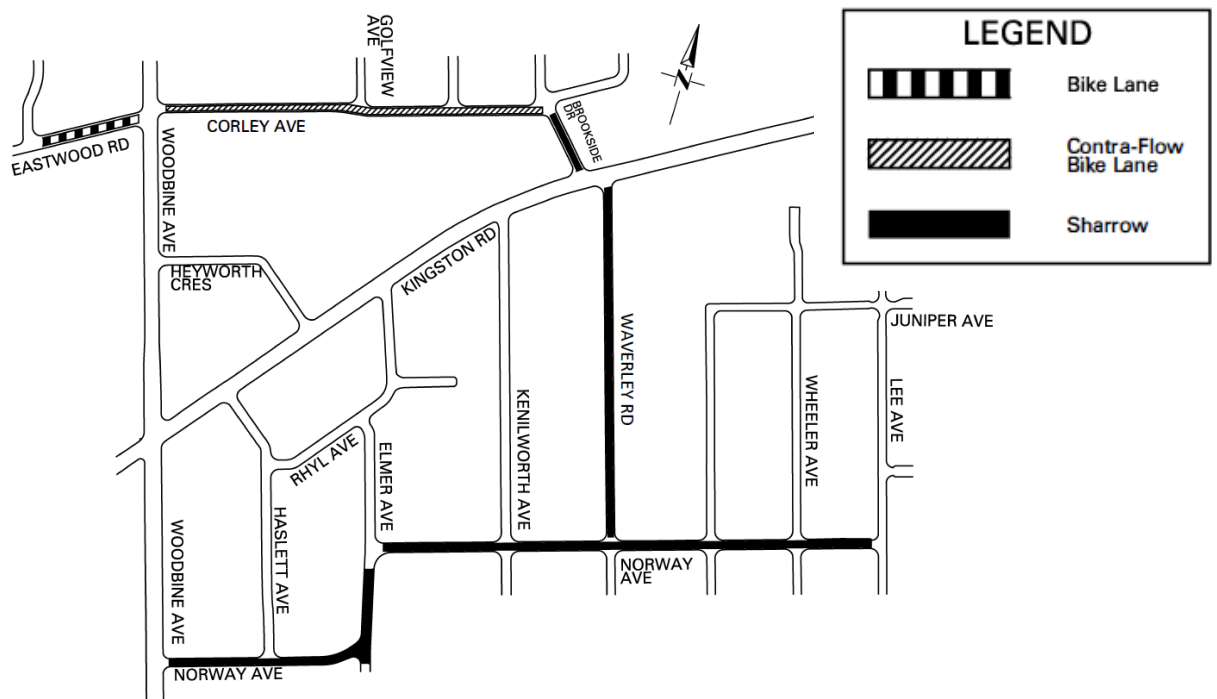 GOLFVIEW
AVE
LEGEND
Bike Lane
Contra-Flow
Bike Lane
Sharrow
N
EASTWOOD RD
CORLEY AVE
BROOKSIDE
DR
WOODBINE AVE
HEYWORTH
CRES
KINGSTON RD
WAVERLEY RD
JUNIPER AVE
WHEELER AVE
LEE AVE
KENILWORTH AVE
RHYL AVE
ELMER AVE
HASLETT AVE
WOODBINE AVE
NORWAY
AVE
NORWAY AVE